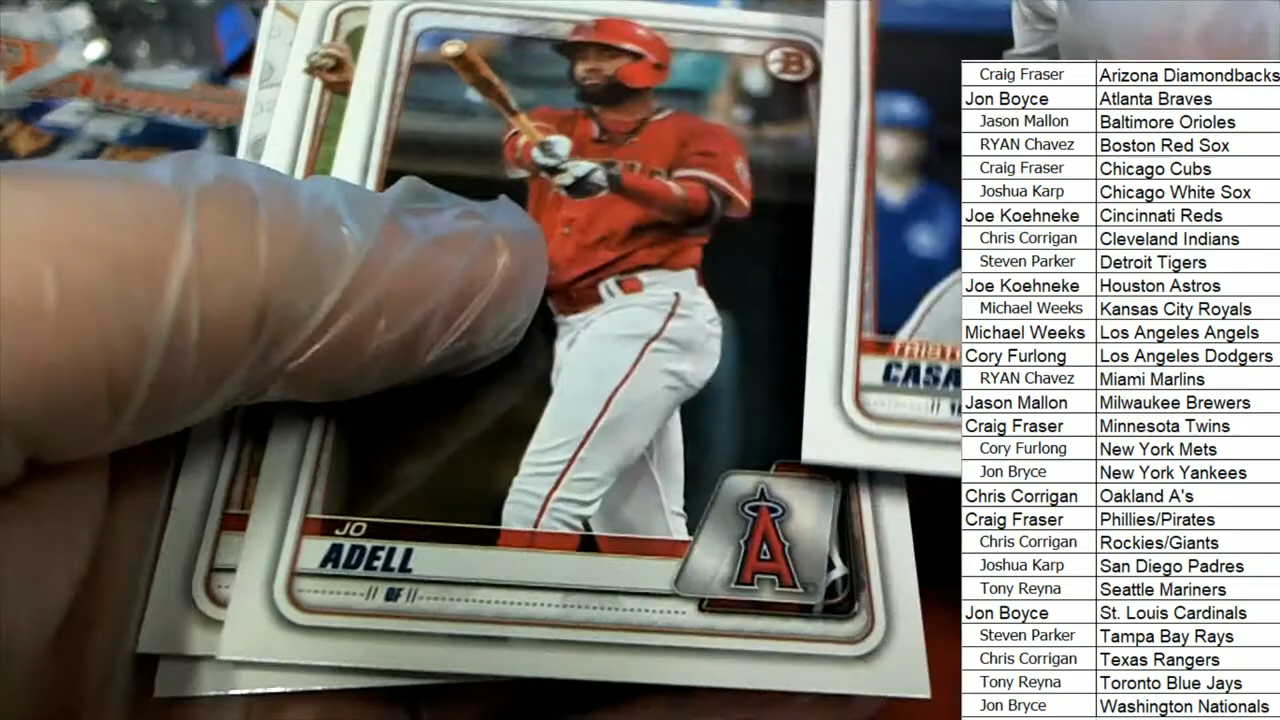 B
JO
ADELL
OF
A
CASA
Craig Fraser Arizona Diamondbacks
Jon Boyce Atlanta Braves
Jason Mallon Baltimore Orioles
RYAN Chavez Boston Red Sox
Craig Fraser Chicago Cubs
Joshua Karp Chicago White Sox
Joe Koehneke Cincinnati Reds
Chris Corrigan Cleveland Indians
Steven Parker Detroit Tigers
Joe Koehneke Houston Astros
Michael Weeks Kansas City Royals
Michael Weeks Los Angeles Angels
Cory Furlong Los Angeles Dodgers
RYAN Chavez Miami Marlins
Jason Mallon Milwaukee Brewers
Craig Fraser Minnesota Twins
Cory Furlong New York Mets
Jon Bryce New York Yankees
Chris Corrigan Oakland A's
Craig Fraser Phillies/Pirates
Chris Corrigan Rockies/Giants
Joshua Karp San Diego Padres
Tony Reyna Seattle Mariners
Jon Boyce St. Louis Cardinals
Steven Parker Tampa Bay Rays
Chris Corrigan Texas Rangers
Tony Reyna Toronto Blue Jays
Jon Bryce Washington Nationals